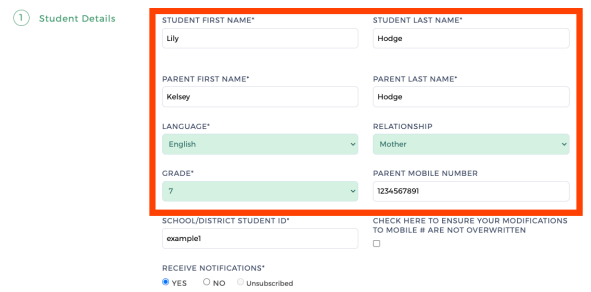 1 Student Details
STUDENT FIRST NAME* STUDENT LAST NAME*
Lily Hodge
PARENT FIRST NAME* PARENT LAST NAME*
Kelsey Hodge
LANGUAGE* RELATIONSHIP
English Mother
GRADE* PARENT MOBILE NUMBER
7 1234567891
SCHOOL/DISTRICT STUDENT ID* CHECK HERE TO ENSURE YOUR MODIFICATIONS
TO MOBILE # ARE NOT OVERWRITTEN
example1
RECEIVE NOTIFICATIONS*
YES NO Unsubscribed